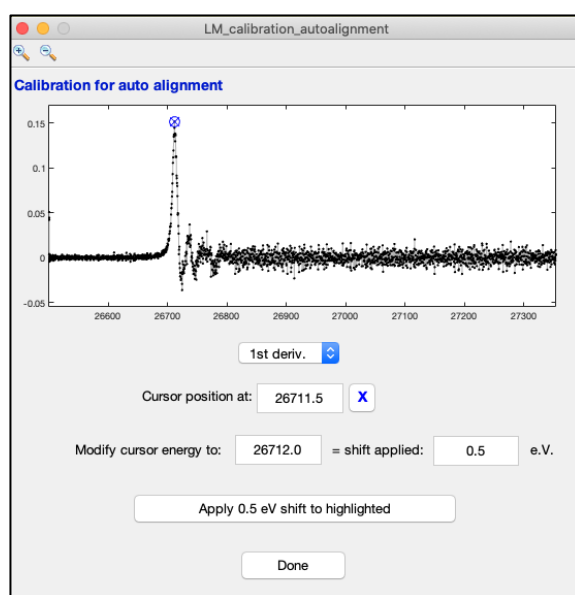 LM_calibration_autoalignment
Calibration for auto alignment
0.15
0.1
0.05
0
-0.05
26600 26700 26800 26900 27000 27100 27200 27300
1st deriv.
Cursor position at: 26711.5 X
Modify cursor energy to: 26712.0 = shift applied: 0.5 e.V.
Apply 0.5 eV shift to highlighted
Done